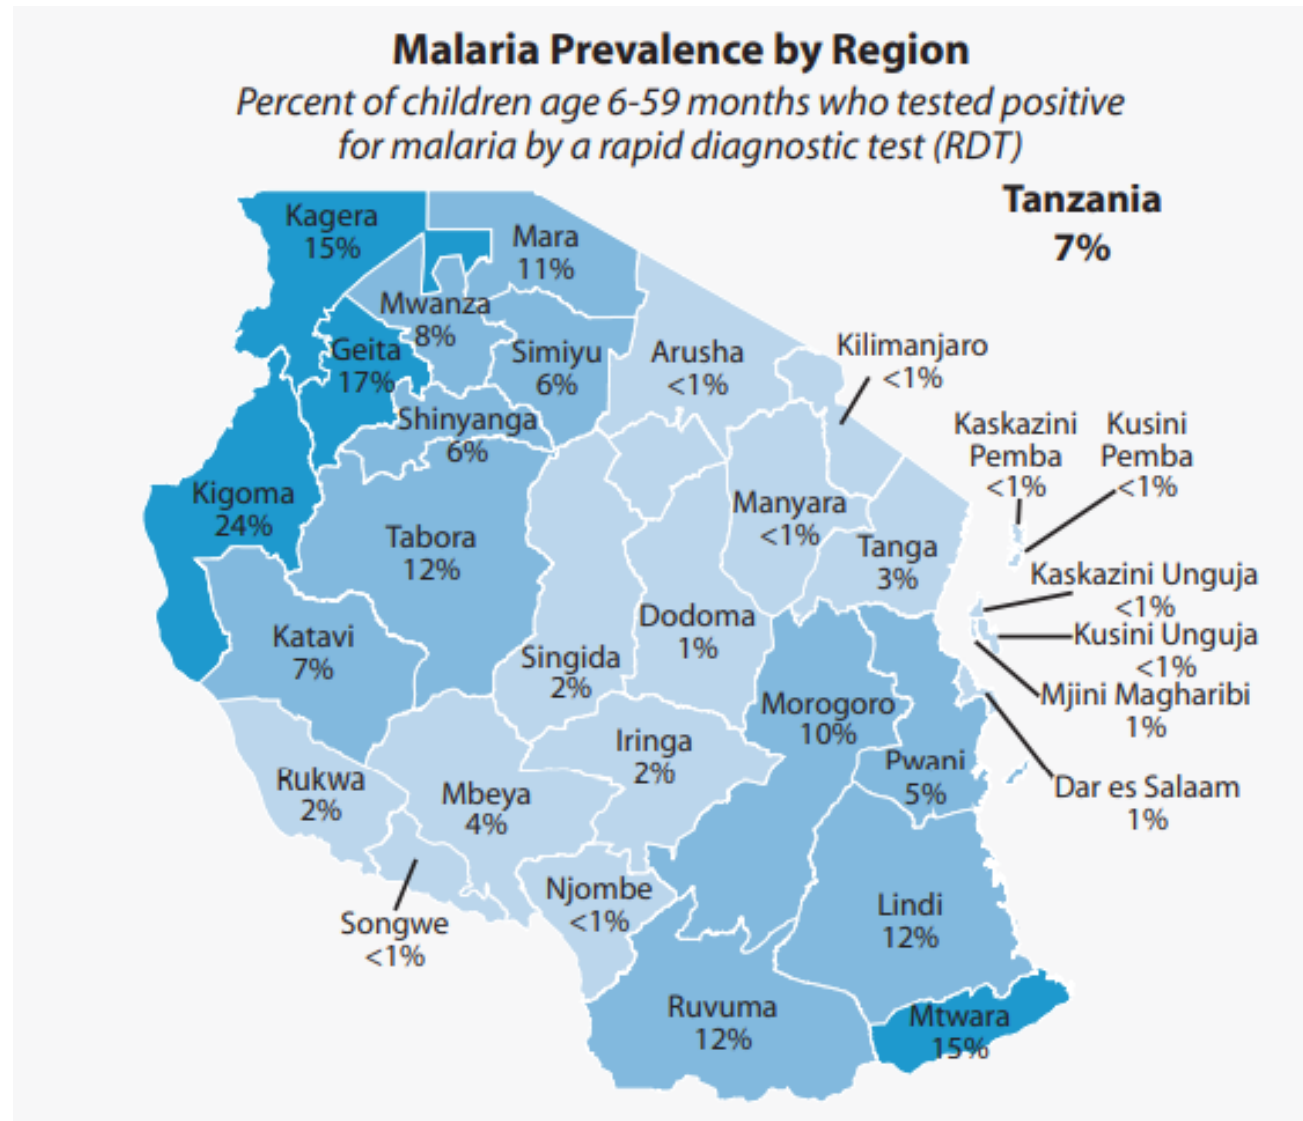 Malaria Prevalence by Region
Percent of children age 6-59 months who tested positive
for malaria by a rapid diagnostic test (RDT)
Tanzania
7%
Kagera
15%
Mara
11%
Mwanza
8%
Geita
17%
Simiyu
6%
Arusha
<1%
Kilimanjaro
<1%
Shinyanga
6%
Kaskazini
Pemba
<1%
Kusini
Pemba
<1%
Kigoma
24%
Tabora
12%
Manyara
<1%
Tanga
3%
Kaskazini Unguja
<1%
Kusini Unguja
<1%
Mjini Magharibi
1%
Dar es Salaam
1%
Katavi
7%
Singida
2%
Dodoma
1%
Morogoro
10%
Pwani
5%
Rukwa
2%
Mbeya
4%
Iringa
2%
Songwe
<1%
Njombe
<1%
Lindi
12%
Ruvuma
12%
Mtwara
15%